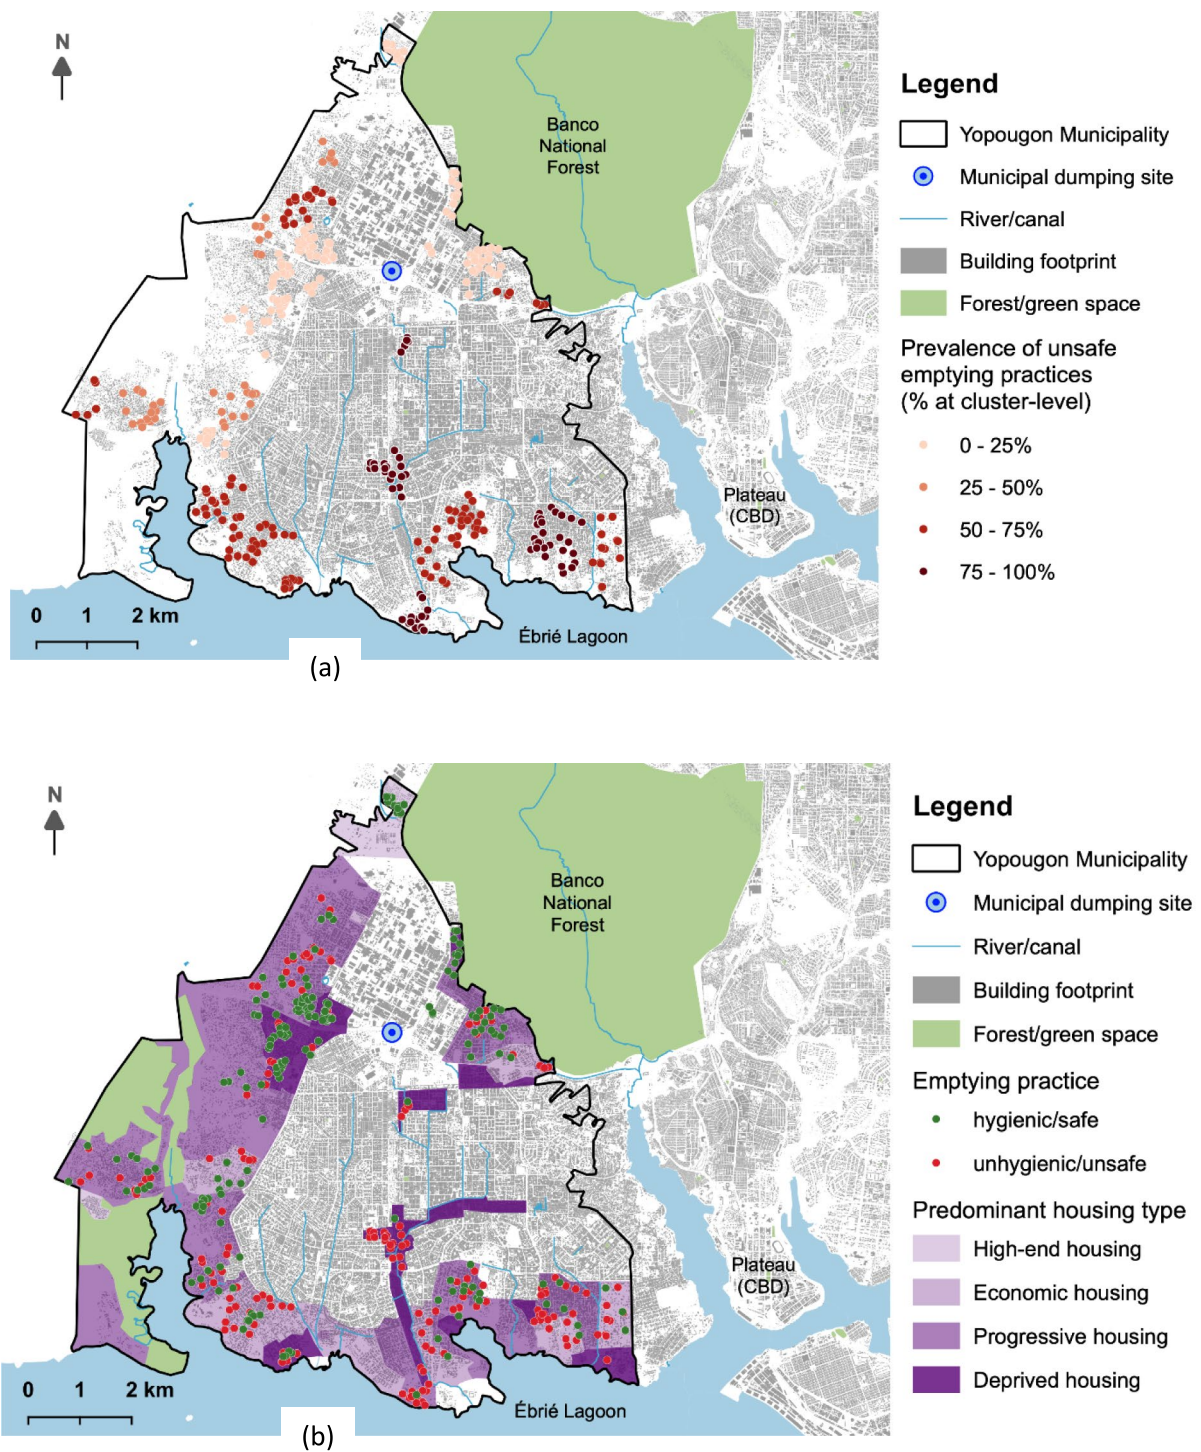 N
Banco
National
Forest
Plateau
(CBD)
0 1 2 km
Ébrié Lagoon
(a)
Legend
Yopougon Municipality
Municipal dumping site
River/canal
Building footprint
Forest/green space
Prevalence of unsafe
emptying practices
(% at cluster-level)
0 - 25%
25 - 50%
50 - 75%
75 - 100%
N
Banco
National
Forest
Plateau
(CBD)
0 1 2 km
Ébrié Lagoon
(b)
Legend
Yopougon Municipality
Municipal dumping site
River/canal
Building footprint
Forest/green space
Emptying practice
hygienic/safe
unhygienic/unsafe
Predominant housing type
High-end housing
Economic housing
Progressive housing
Deprived housing